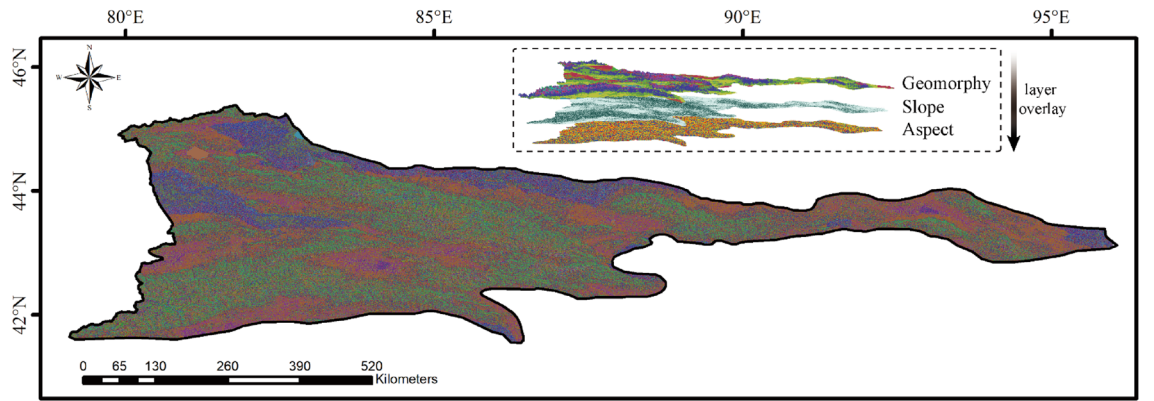 80°E 85°E 90°E 95°E
46°N
44°N
42°N
N
W E
S
Geomorphy
Slope
Aspect
layer
overlay
0 65 130 260 390 520
Kilometers